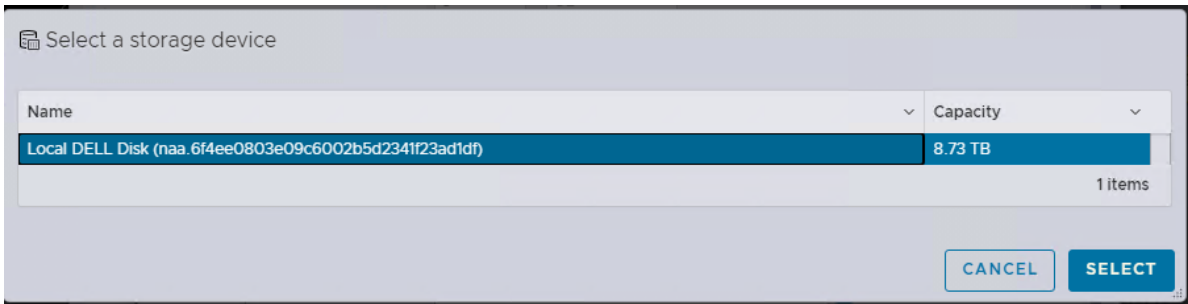 Select a storage device
Name Capacity
Local DELL Disk (naa.6f4ee0803e09c6002b5d2341f23ad1df) 8.73 TB
1 items
CANCEL SELECT